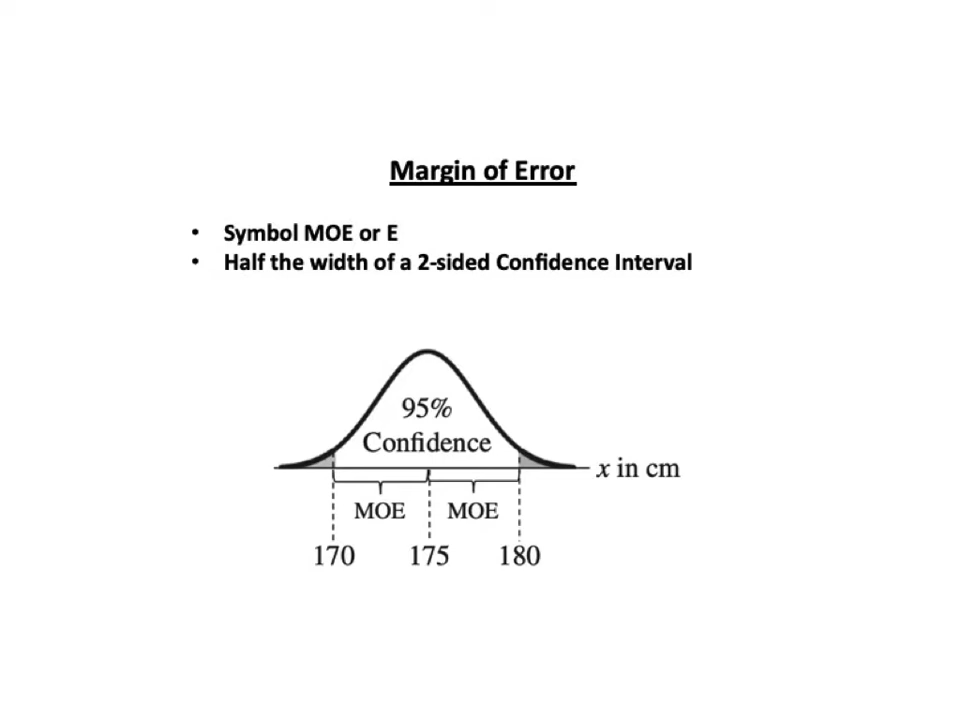 Margin of Error
• Symbol MOE or E
• Half the width of a 2-sided Confidence Interval
95%
Confidence
x in cm
MOE MOE
170 175 180